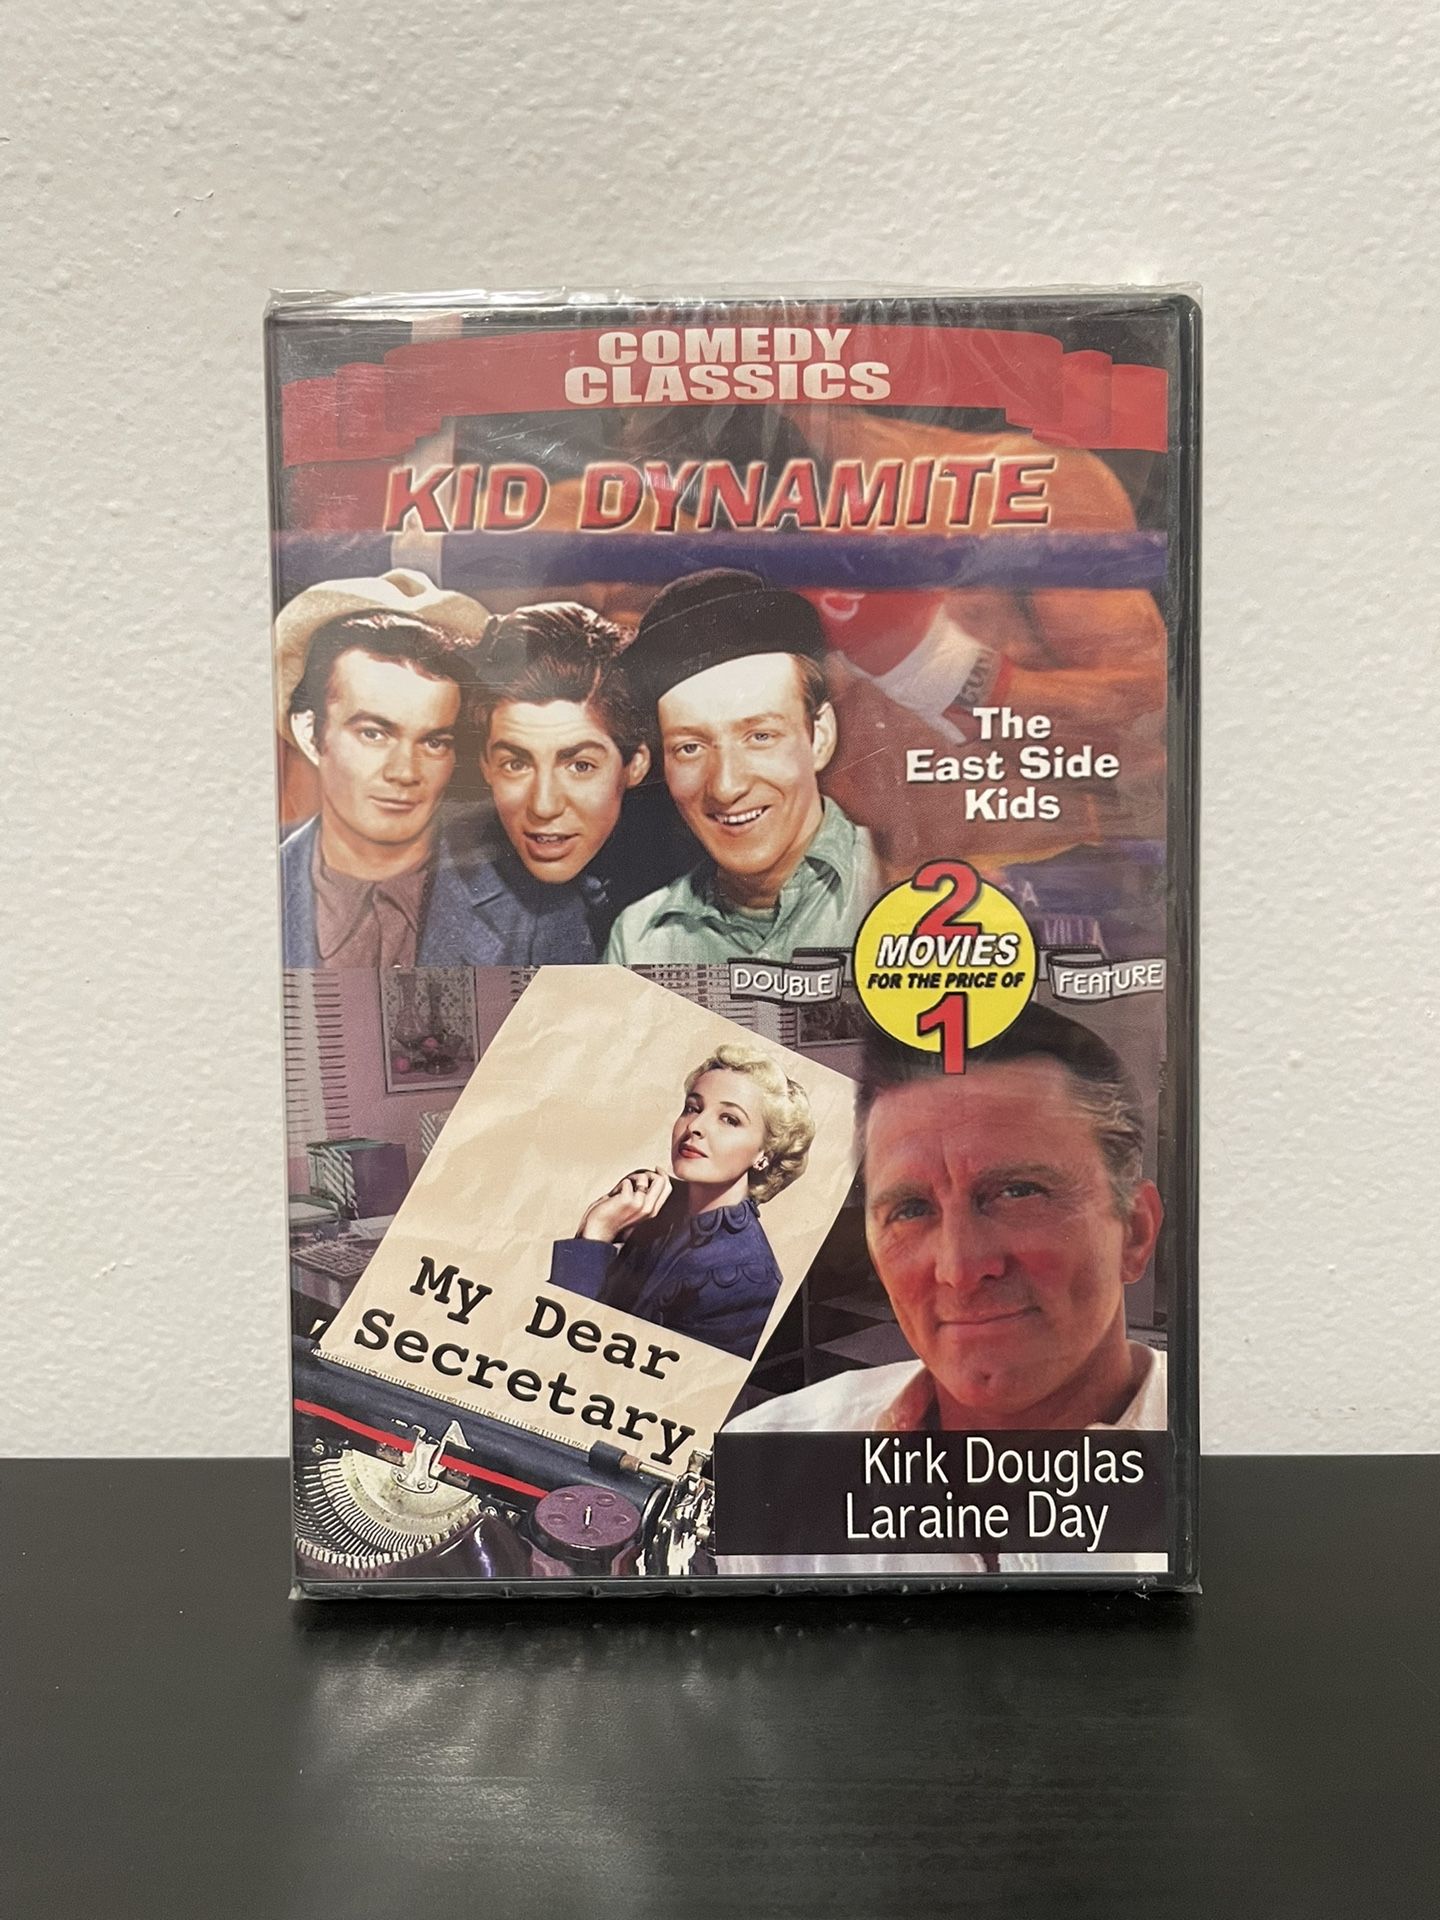 COMEDY
CLASSICS
KID DYNAMITE
The
East Side
Kids
2
MOVIES
FOR THE PRICE OF
1
DOUBLE
FEATURE
My Dear
Secretary
Kirk Douglas
Laraine Day